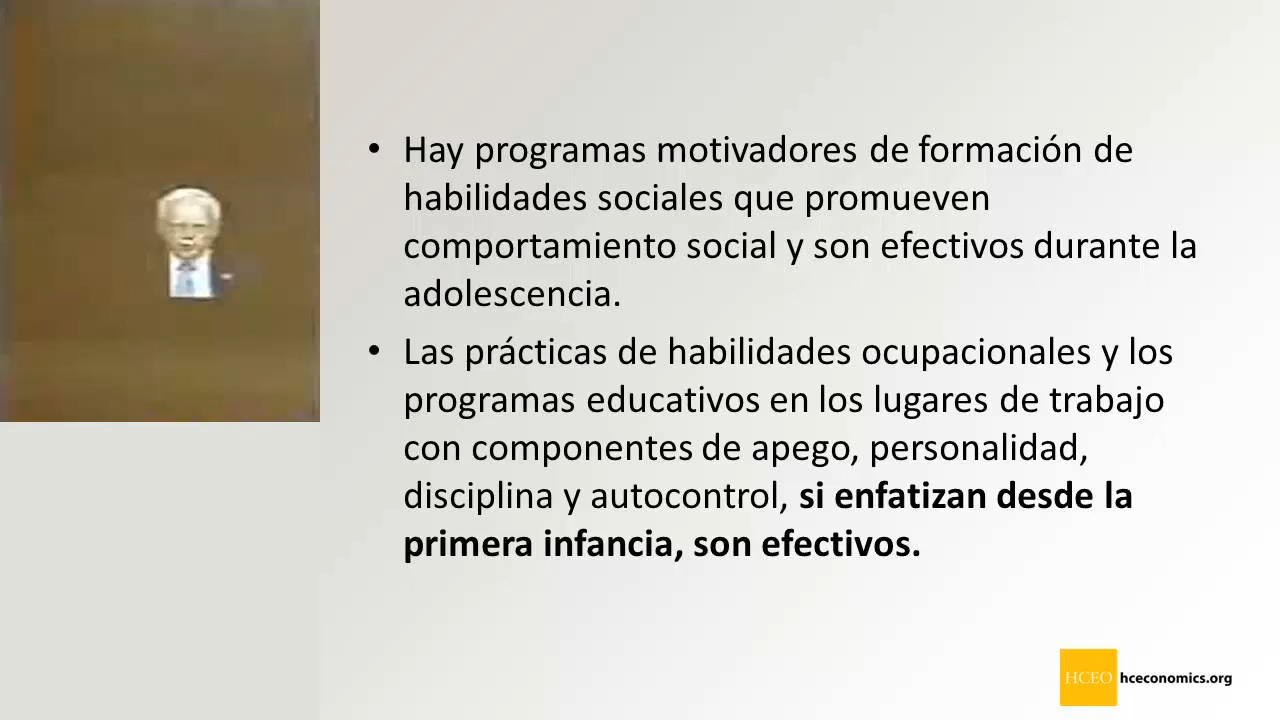 • Hay programas motivadores de formación de
habilidades sociales que promueven
comportamiento social y son efectivos durante la
adolescencia.
• Las prácticas de habilidades ocupacionales y los
programas educativos en los lugares de trabajo
con componentes de apego, personalidad,
disciplina y autocontrol, si enfatizan desde la
primera infancia, son efectivos.
HCEO hceconomics.org